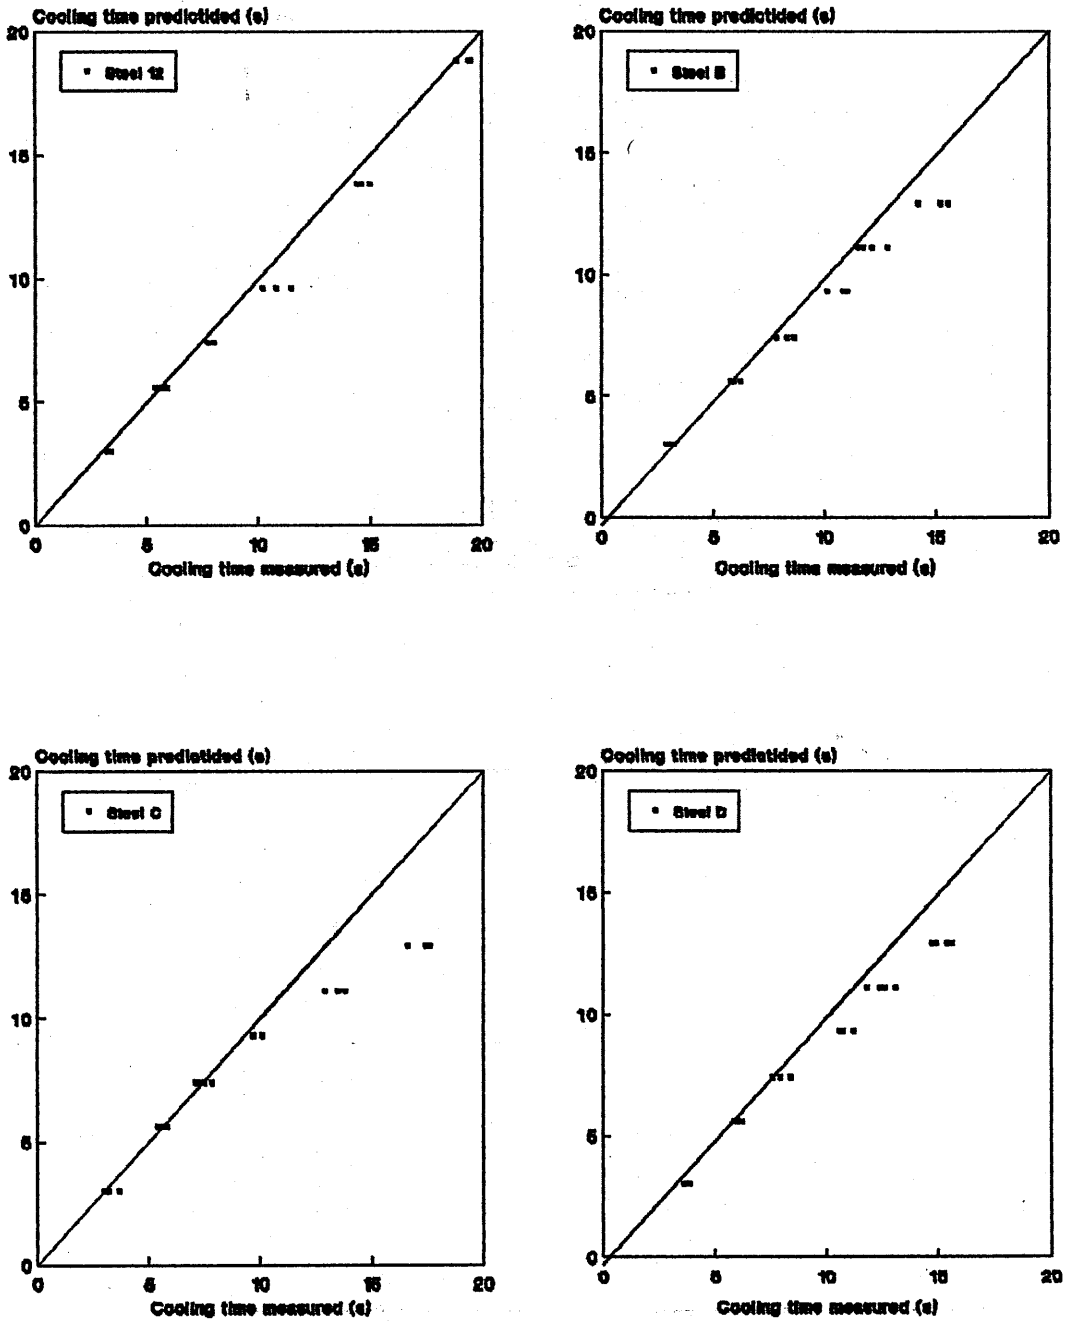 Cooling time predictided (s)
20
Steel 12
15
10
5
0
0 5 10 15 20
Cooling time measured (s)
Cooling time predictided (s)
20
Steel B
15
10
5
0
0 5 10 15 20
Cooling time measured (s)
Cooling time predictided (s)
20
Steel C
15
10
5
0
0 5 10 15 20
Cooling time measured (s)
Cooling time predictided (s)
20
Steel D
15
10
5
0
0 5 10 15 20
Cooling time measured (s)